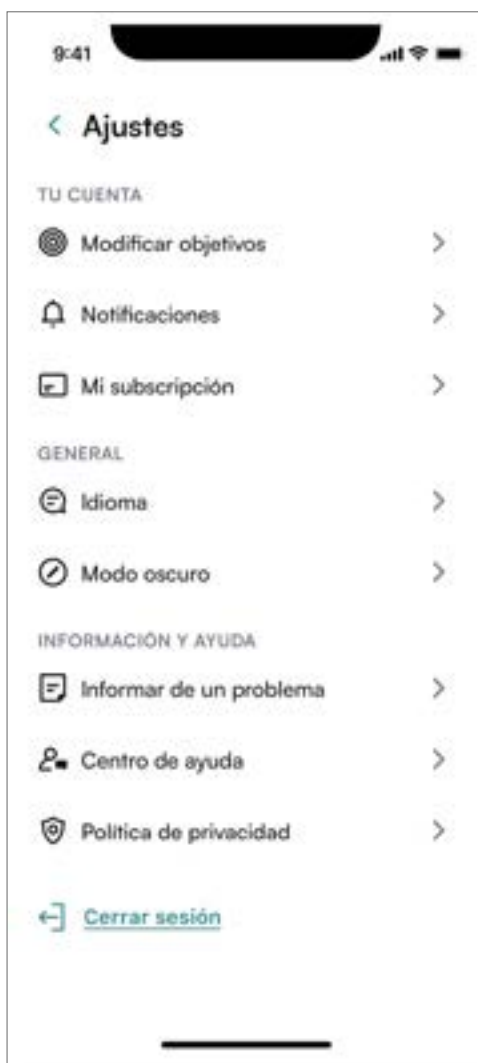 9:41
Ajustes
TU CUENTA
Modificar objetivos
Notificaciones
Mi subscripción
GENERAL
Idioma
Modo oscuro
INFORMACIÓN Y AYUDA
Informar de un problema
Centro de ayuda
Política de privacidad
Cerrar sesión